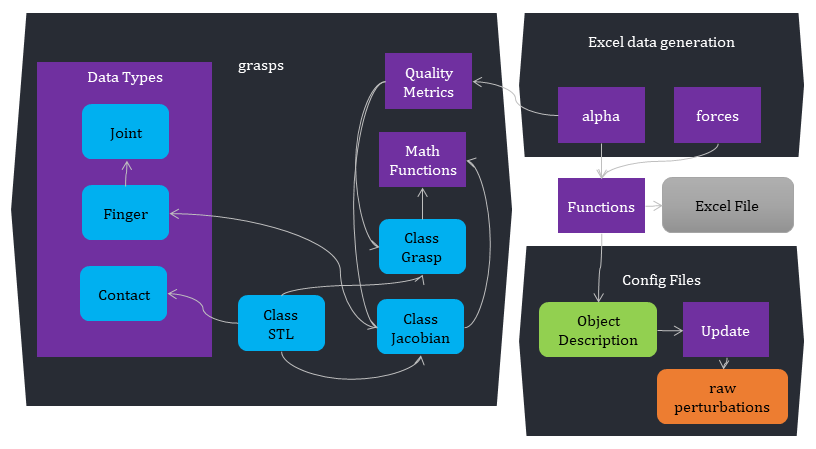 grasps
Data Types
Joint
Finger
Contact
Quality
Metrics
Math
Functions
Class
Grasp
Class
STL
Class
Jacobian
Excel data generation
alpha
forces
Functions
Excel File
Config Files
Object
Description
Update
raw
perturbations